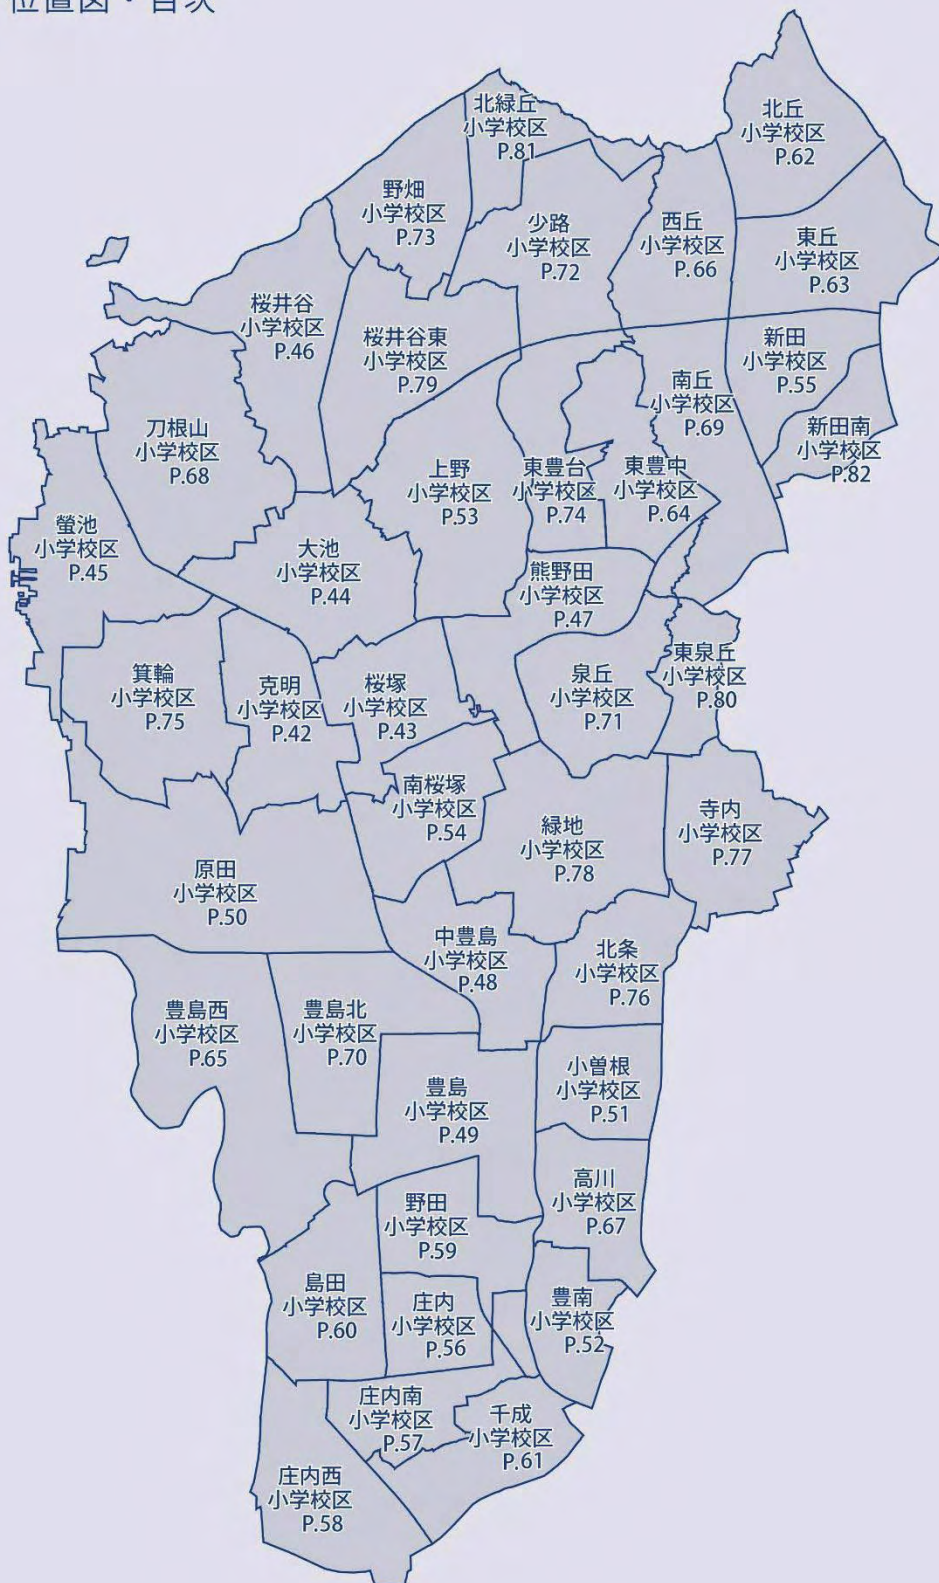 位置図・目次
北緑丘
小学校区
P.81
北丘
小学校区
P.62
野畑
小学校区
P.73
少路
小学校区
P.72
西丘
小学校区
P.66
東丘
小学校区
P.63
桜井谷
小学校区
P.46
桜井谷東
小学校区
P.79
新田
小学校区
P.55
南丘
小学校区
P.69
新田南
小学校区
P.82
刀根山
小学校区
P.68
上野
小学校区
P.53
東豊台
小学校区
P.74
東豊中
小学校区
P.64
螢池
小学校区
P.45
大池
小学校区
P.44
熊野田
小学校区
P.47
箕輪
小学校区
P.75
克明
小学校区
P.42
桜塚
小学校区
P.43
泉丘
小学校区
P.71
東泉丘
小学校区
P.80
南桜塚
小学校区
P.54
緑地
小学校区
P.78
寺内
小学校区
P.77
原田
小学校区
P.50
中豊島
小学校区
P.48
北条
小学校区
P.76
豊島西
小学校区
P.65
豊島北
小学校区
P.70
豊島
小学校区
P.49
小曽根
小学校区
P.51
高川
小学校区
P.67
野田
小学校区
P.59
島田
小学校区
P.60
庄内
小学校区
P.56
豊南
小学校区
P.52
庄内南
小学校区
P.57
千成
小学校区
P.61
庄内西
小学校区
P.58